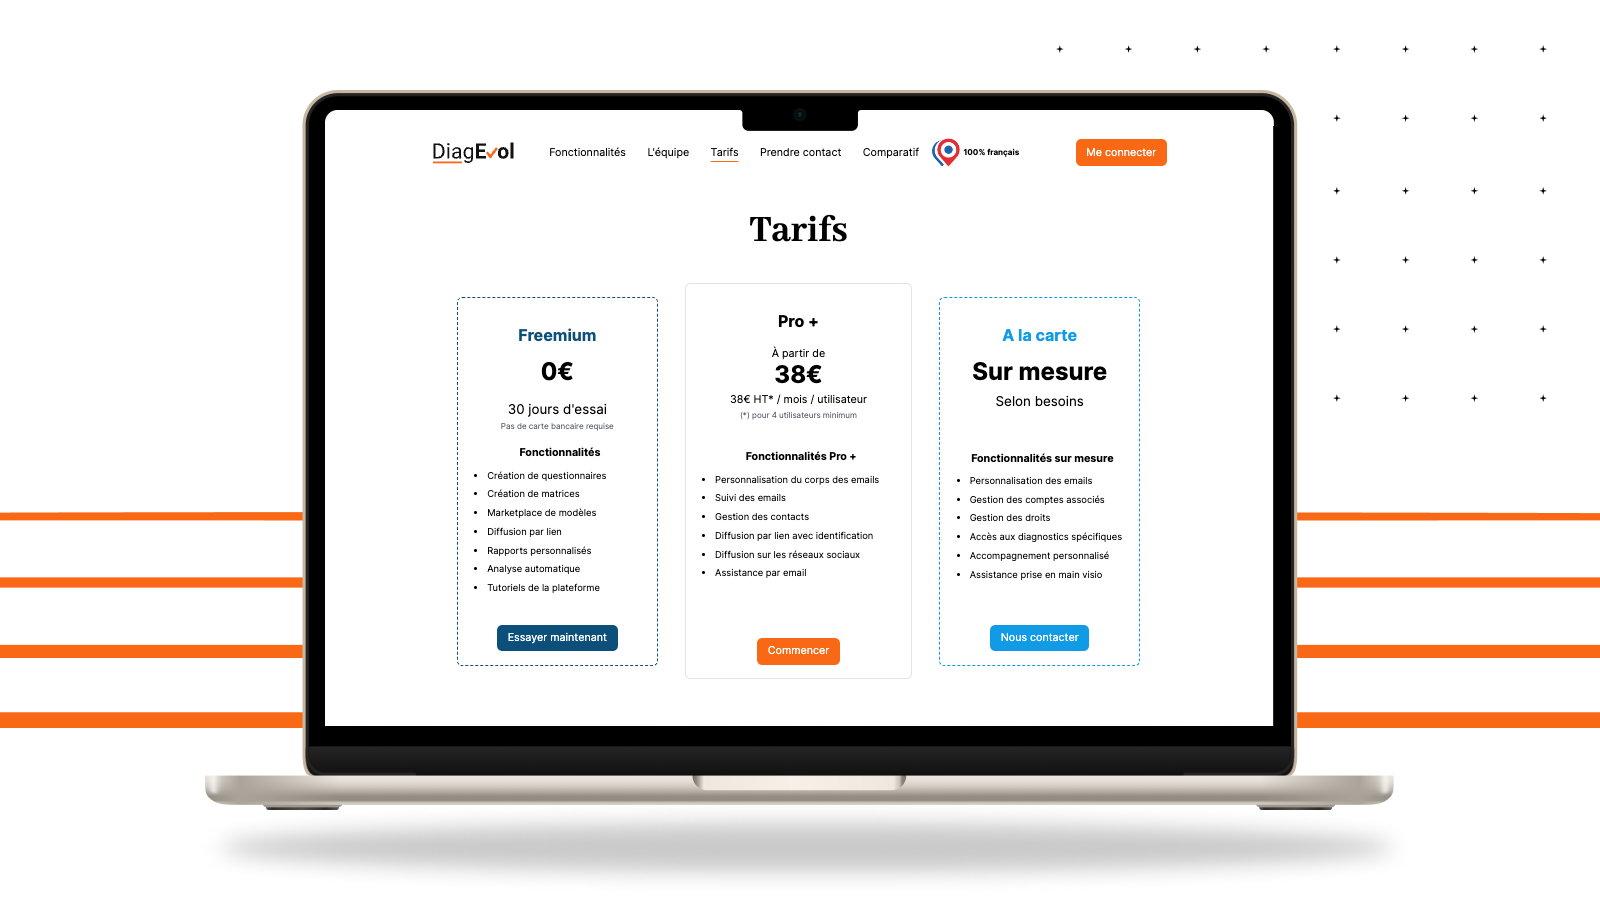 DiagEvol
Fonctionnalités
L'équipe
Tarifs
Prendre contact
Comparatif
100% français
Me connecter
Tarifs
Freemium
0€
30 jours d'essai
Pas de carte bancaire requise
Fonctionnalités
• Création de questionnaires
• Création de matrices
• Marketplace de modèles
• Diffusion par lien
• Rapports personnalisés
• Analyse automatique
• Tutoriels de la plateforme
Essayer maintenant
Pro +
À partir de
38€
38€ HT* / mois / utilisateur
(*) pour 4 utilisateurs minimum
Fonctionnalités Pro +
• Personnalisation du corps des emails
• Suivi des emails
• Gestion des contacts
• Diffusion par lien avec identification
• Diffusion sur les réseaux sociaux
• Assistance par email
Commencer
A la carte
Sur mesure
Selon besoins
Fonctionnalités sur mesure
• Personnalisation des emails
• Gestion des comptes associés
• Gestion des droits
• Accès aux diagnostics spécifiques
• Accompagnement personnalisé
• Assistance prise en main visio
Nous contacter